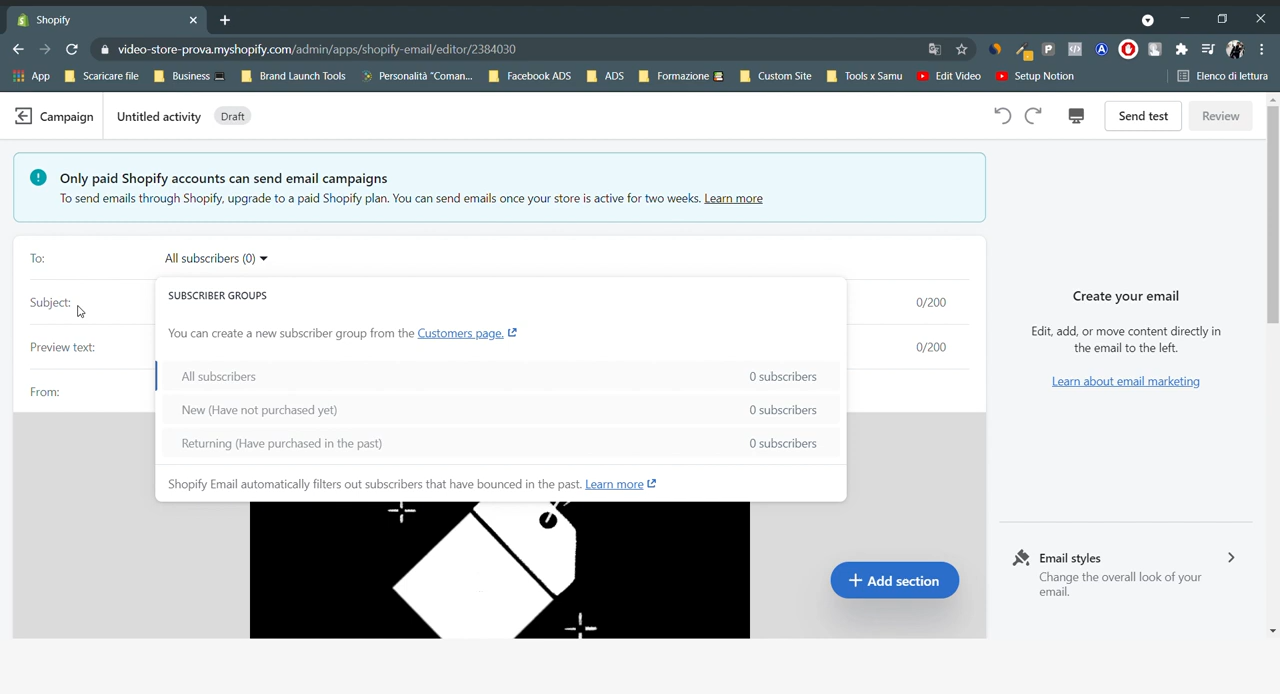 Shopify
video-store-prova.myshopify.com/admin/apps/shopify-email/editor/2384030
App Scaricare file Business Brand Launch Tools Personalità "Coman... Facebook ADS ADS Formazione Custom Site Tools x Samu Edit Video Setup Notion Elenco di lettura
Campaign Untitled activity Draft Send test Review
Only paid Shopify accounts can send email campaigns
To send emails through Shopify, upgrade to a paid Shopify plan. You can send emails once your store is active for two weeks. Learn more
To: All subscribers (0)
SUBSCRIBER GROUPS
Subject: 0/200
You can create a new subscriber group from the Customers page.
Preview text: 0/200
All subscribers 0 subscribers
From:
New (Have not purchased yet) 0 subscribers
Returning (Have purchased in the past) 0 subscribers
Shopify Email automatically filters out subscribers that have bounced in the past. Learn more
+ Add section
Create your email
Edit, add, or move content directly in
the email to the left.
Learn about email marketing
Email styles
Change the overall look of your
email.